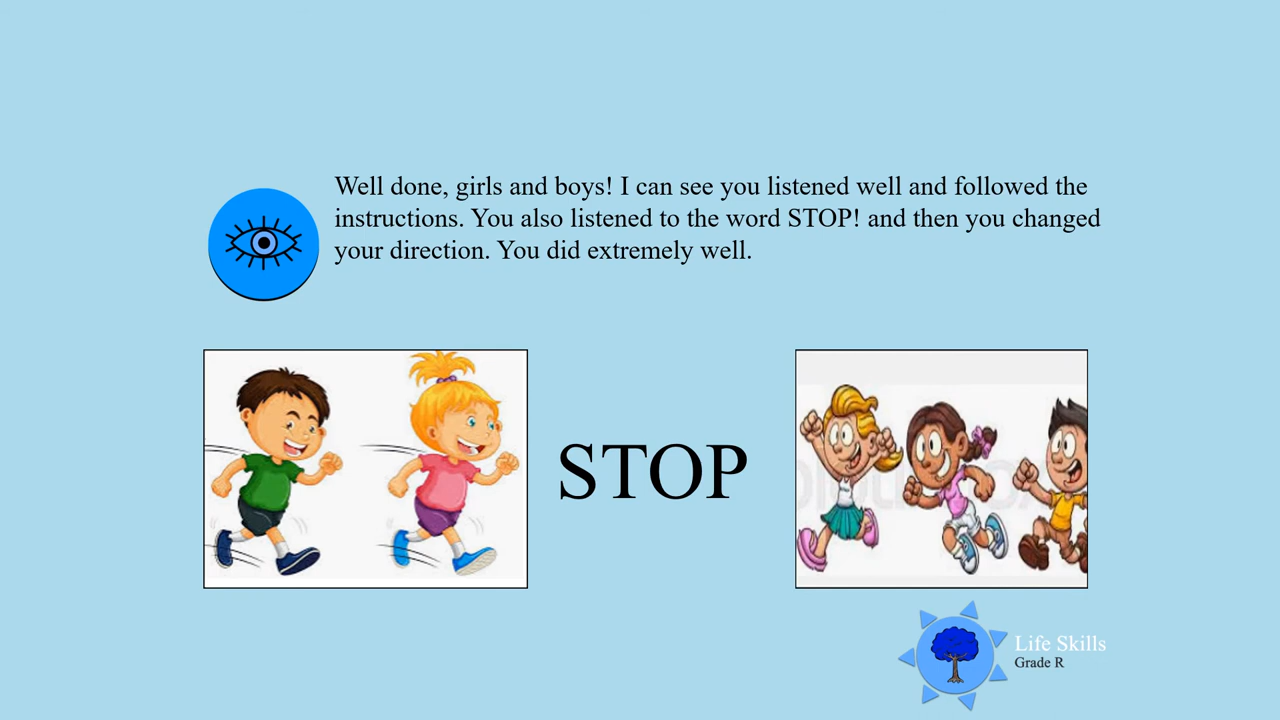 Well done, girls and boys! I can see you listened well and followed the
instructions. You also listened to the word STOP! and then you changed
your direction. You did extremely well.
STOP
Life Skills
Grade R